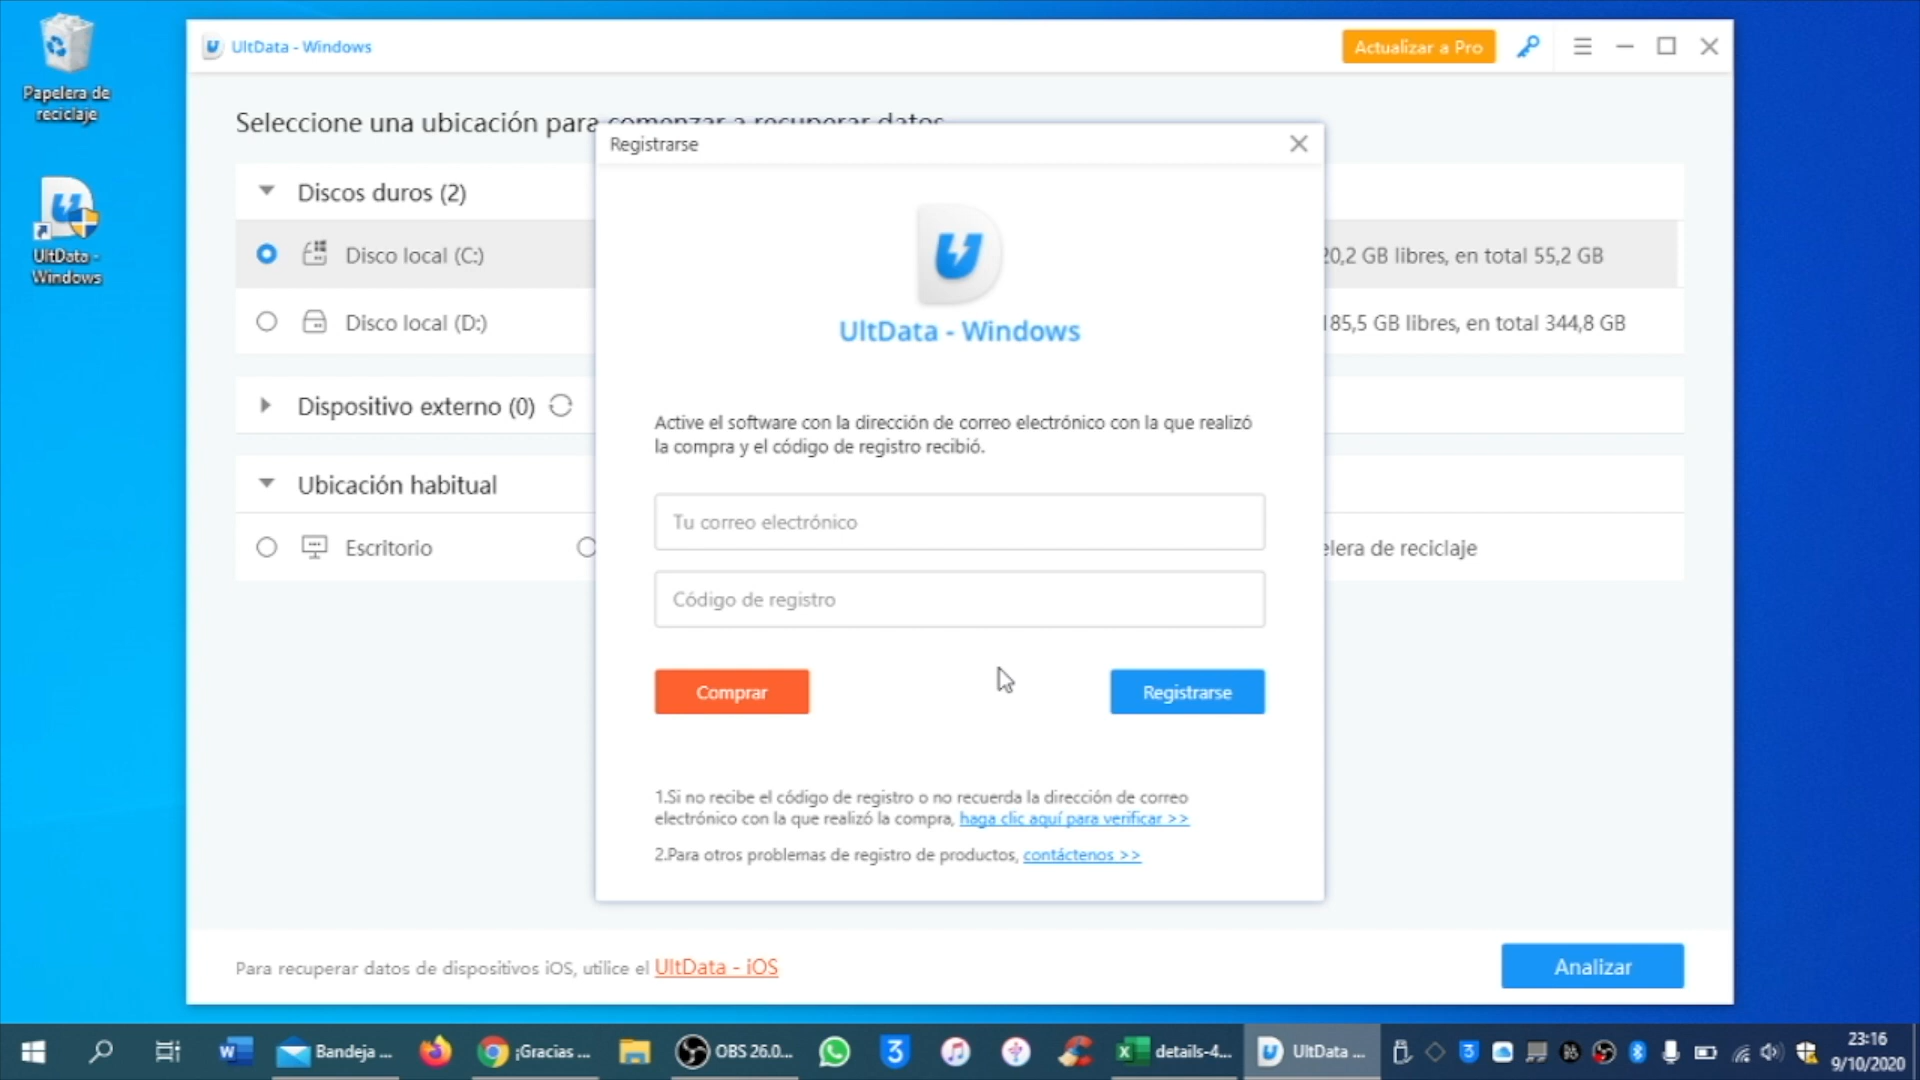 Papelera de
reciclaje
UltData -
Windows
UltData - Windows
Actualizar a Pro
Seleccione una ubicación para comenzar a recuperar datos
Discos duros (2)
Disco local (C:)
20,2 GB libres, en total 55,2 GB
Disco local (D:)
185,5 GB libres, en total 344,8 GB
Dispositivo externo (0)
Ubicación habitual
Escritorio
elera de reciclaje
Registrarse
UltData - Windows
Active el software con la dirección de correo electrónico con la que realizó
la compra y el código de registro recibió.
Tu correo electrónico
Código de registro
Comprar
Registrarse
1.Si no recibe el código de registro o no recuerda la dirección de correo
electrónico con la que realizó la compra, haga clic aquí para verificar >>
2.Para otros problemas de registro de productos, contáctenos >>
Para recuperar datos de dispositivos iOS, utilice el UltData - iOS
Analizar
Bandeja ...
¡Gracias ...
OBS 26.0...
details-4...
UltData ...
23:16
9/10/2020